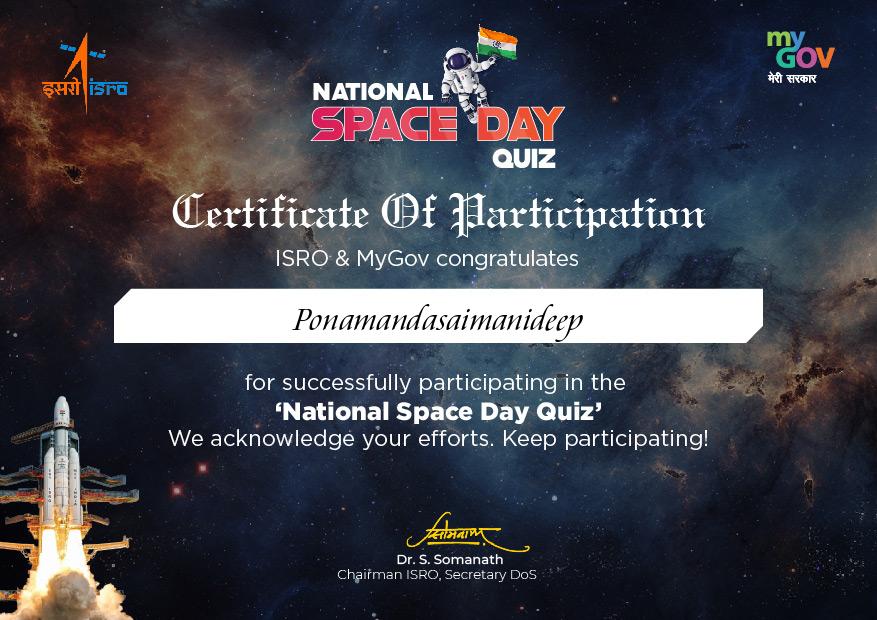 इसरो isro
my
GOV
मेरी सरकार
NATIONAL
SPACE DAY
QUIZ
Certificate Of Participation
ISRO & MyGov congratulates
Ponamandasaimanideep
for successfully participating in the
‘National Space Day Quiz’
We acknowledge your efforts. Keep participating!
Dr. S. Somanath
Chairman ISRO, Secretary DoS